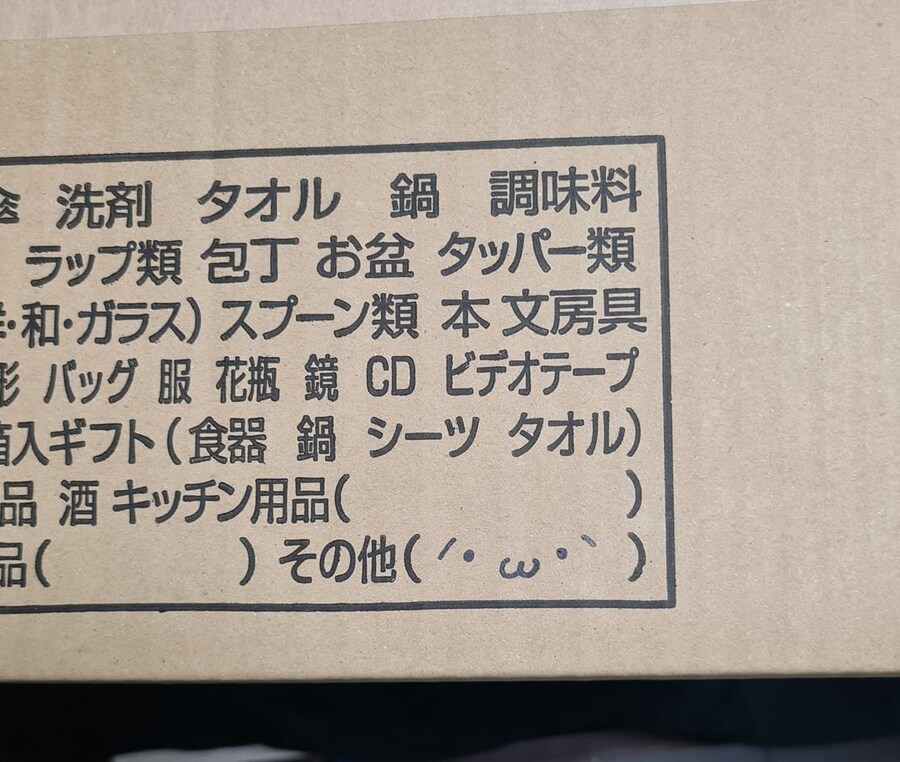 傘 洗剤 タオル 鍋 調味料
ラップ類 包丁 お盆 タッパー類
・和・ガラス) スプーン類 本 文房具
形 バッグ 服 花瓶 鏡 CD ビデオテープ
箱入ギフト(食器 鍋 シーツ タオル)
品 酒 キッチン用品( )
品( ) その他(´・ω・`)